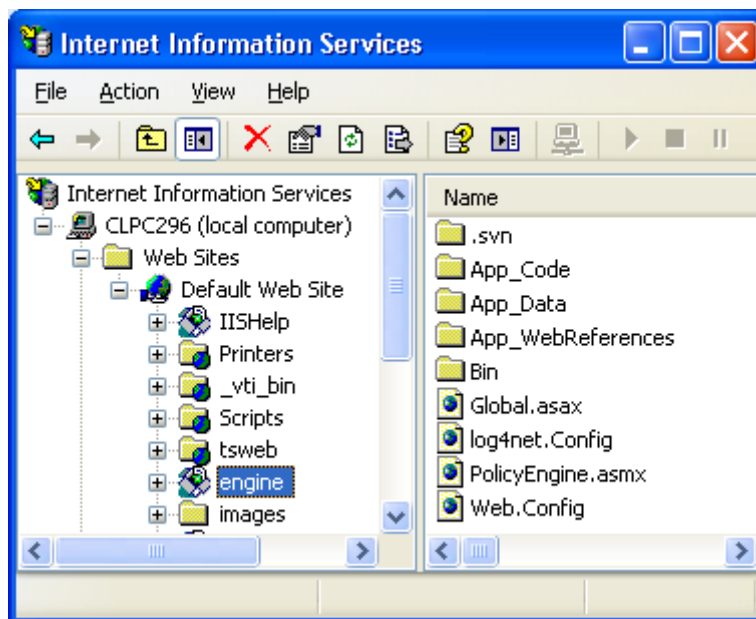 Internet Information Services
File Action View Help
Internet Information Services
CLPC296 (local computer)
Web Sites
Default Web Site
IISHelp
Printers
_vti_bin
Scripts
tsweb
engine
images
Name
.svn
App_Code
App_Data
App_WebReferences
Bin
Global.asax
log4net.Config
PolicyEngine.asmx
Web.Config